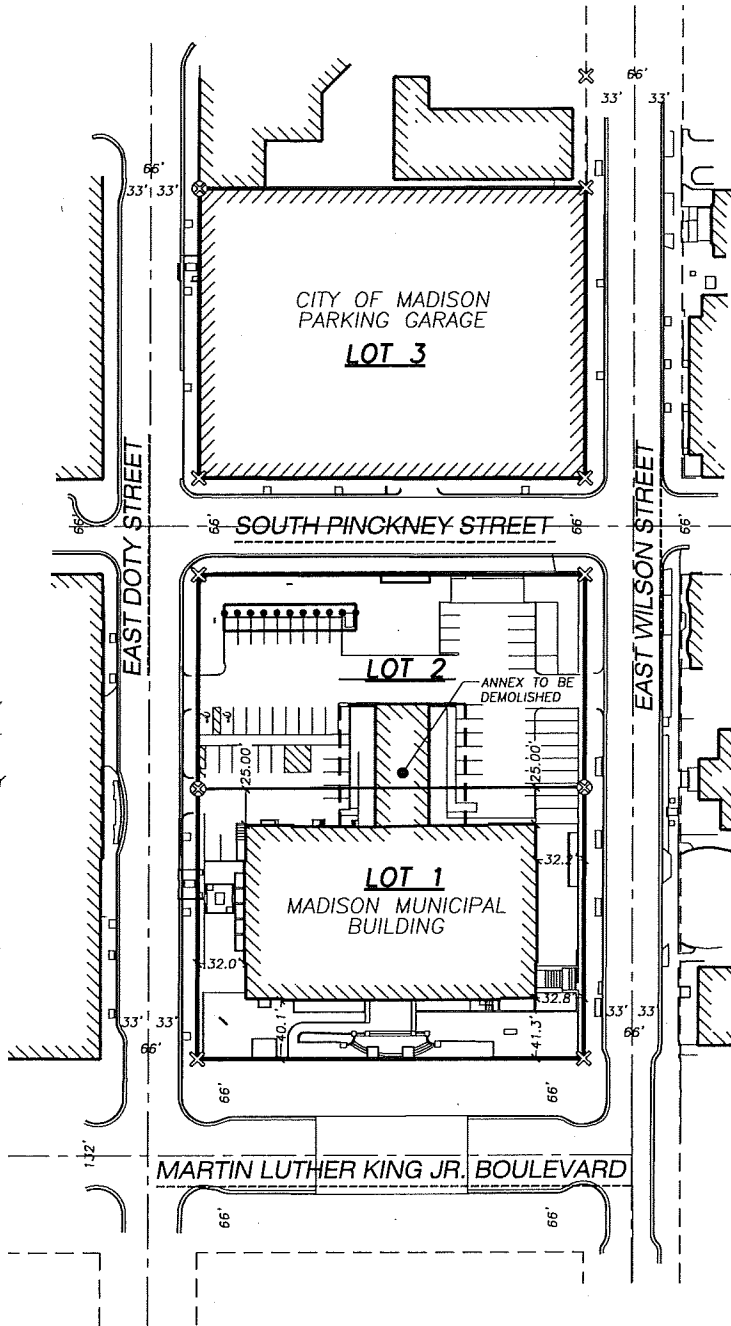 66'
33' 33'
66'
33' 33'
CITY OF MADISON
PARKING GARAGE
LOT 3
EAST DOTY STREET
EAST WILSON STREET
66'
66'
SOUTH PINCKNEY STREET
66'
66'
LOT 2
ANNEX TO BE
DEMOLISHED
25.00'
25.00'
32.2'
LOT 1
MADISON MUNICIPAL
BUILDING
32.0'
32.8'
40.1'
41.3'
33' 33'
66'
33' 33'
66'
66'
66'
132'
MARTIN LUTHER KING JR. BOULEVARD
66'
66'